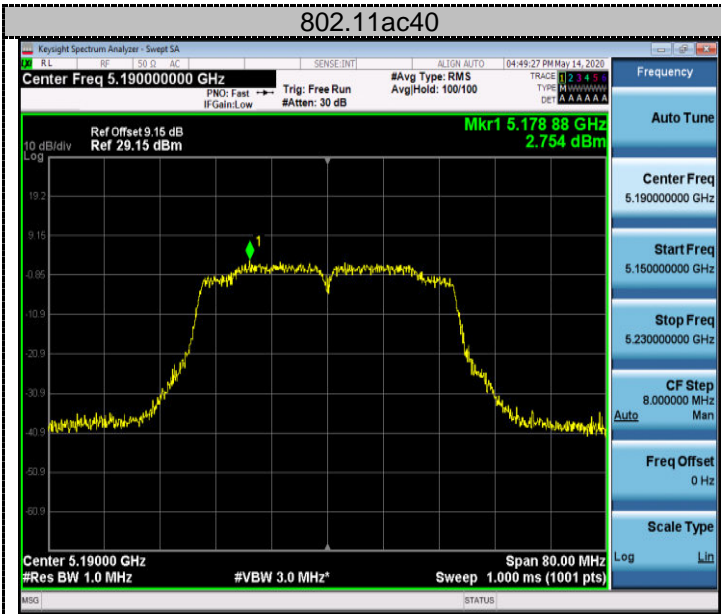 802.11ac40
Keysight Spectrum Analyzer - Swept SA
RL RF 50 Ω AC SENSE:INT ALIGN AUTO 04:49:27 PM May 14, 2020
Center Freq 5.190000000 GHz
PNO: Fast
IFGain:Low
Trig: Free Run
#Atten: 30 dB
#Avg Type: RMS
Avg|Hold: 100/100
TRACE 1 2 3 4 5 6
TYPE M WWWWW
DET A A A A A A
Frequency
Auto Tune
Center Freq
5.190000000 GHz
Start Freq
5.150000000 GHz
Stop Freq
5.230000000 GHz
CF Step
8.000000 MHz
Auto Man
Freq Offset
0 Hz
Scale Type
Log Lin
Ref Offset 9.15 dB
10 dB/div Ref 29.15 dBm
Log
Mkr1 5.178 88 GHz
2.754 dBm
19.2
9.15
1
-0.85
-10.9
-20.9
-30.9
-40.9
-50.9
-60.9
Center 5.19000 GHz Span 80.00 MHz
#Res BW 1.0 MHz #VBW 3.0 MHz* Sweep 1.000 ms (1001 pts)
MSG STATUS